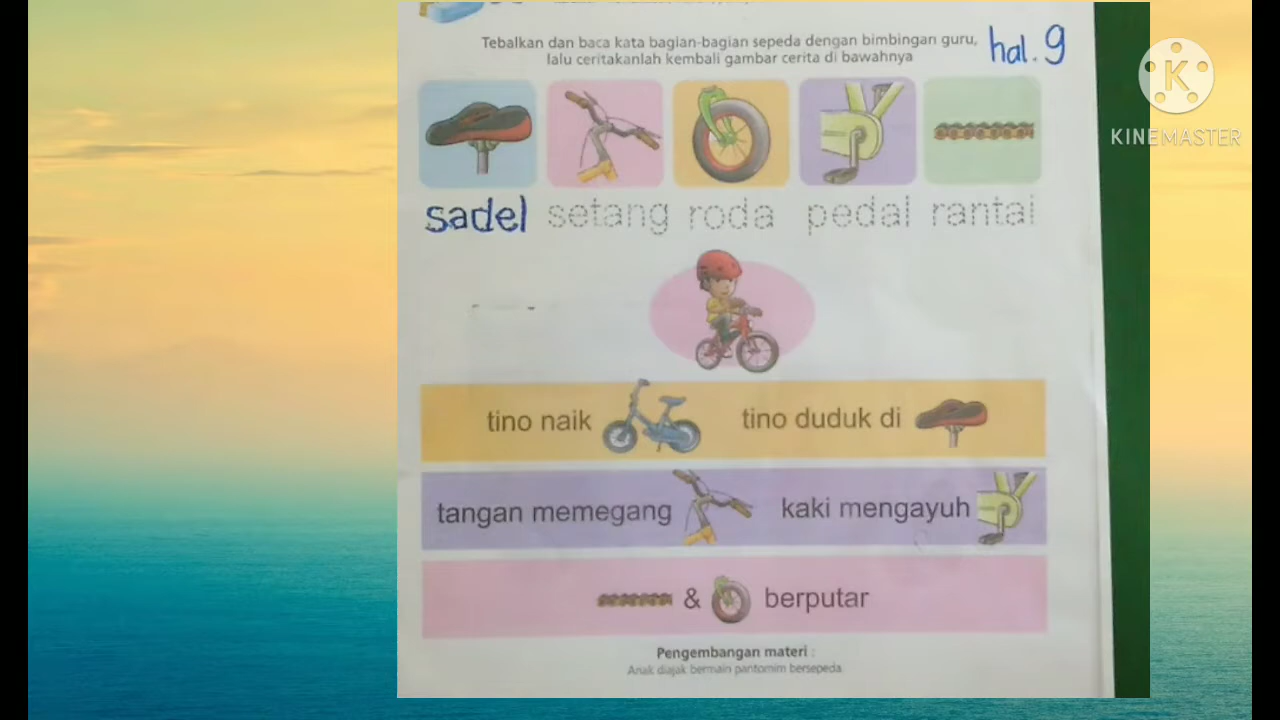 Tebalkan dan baca kata bagian-bagian sepeda dengan bimbingan guru,
lalu ceritakanlah kembali gambar cerita di bawahnya
hal. 9
K
KINEMASTER
sadel setang roda pedal rantai
tino naik tino duduk di
tangan memegang kaki mengayuh
& berputar
Pengembangan materi :
Anak diajak bermain pantomim bersepeda.